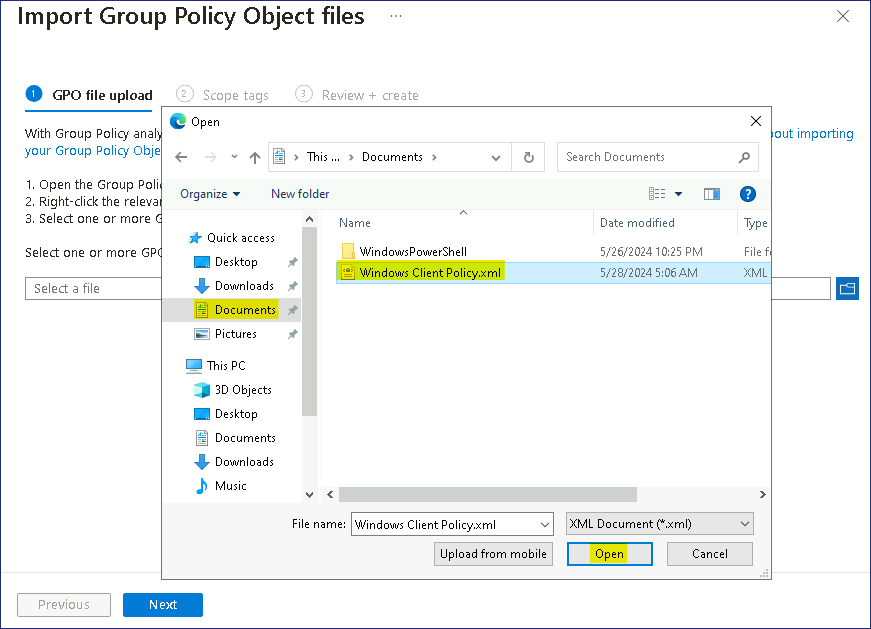 Import Group Policy Object files ...
1 GPO file upload 2 Scope tags 3 Review + create
With Group Policy analy
out importing
your Group Policy Obje
1. Open the Group Polic
2. Right-click the relevan
3. Select one or more G
Select one or more GPO
Select a file
Open
This ... > Documents >
Search Documents
Organize
New folder
?
Name
Date modified
Type
Quick access
Desktop
Downloads
Documents
Pictures
This PC
3D Objects
Desktop
Documents
Downloads
Music
WindowsPowerShell 5/26/2024 10:25 PM File f
Windows Client Policy.xml 5/28/2024 5:06 AM XML
File name: Windows Client Policy.xml XML Document (*.xml)
Upload from mobile Open Cancel
Previous Next